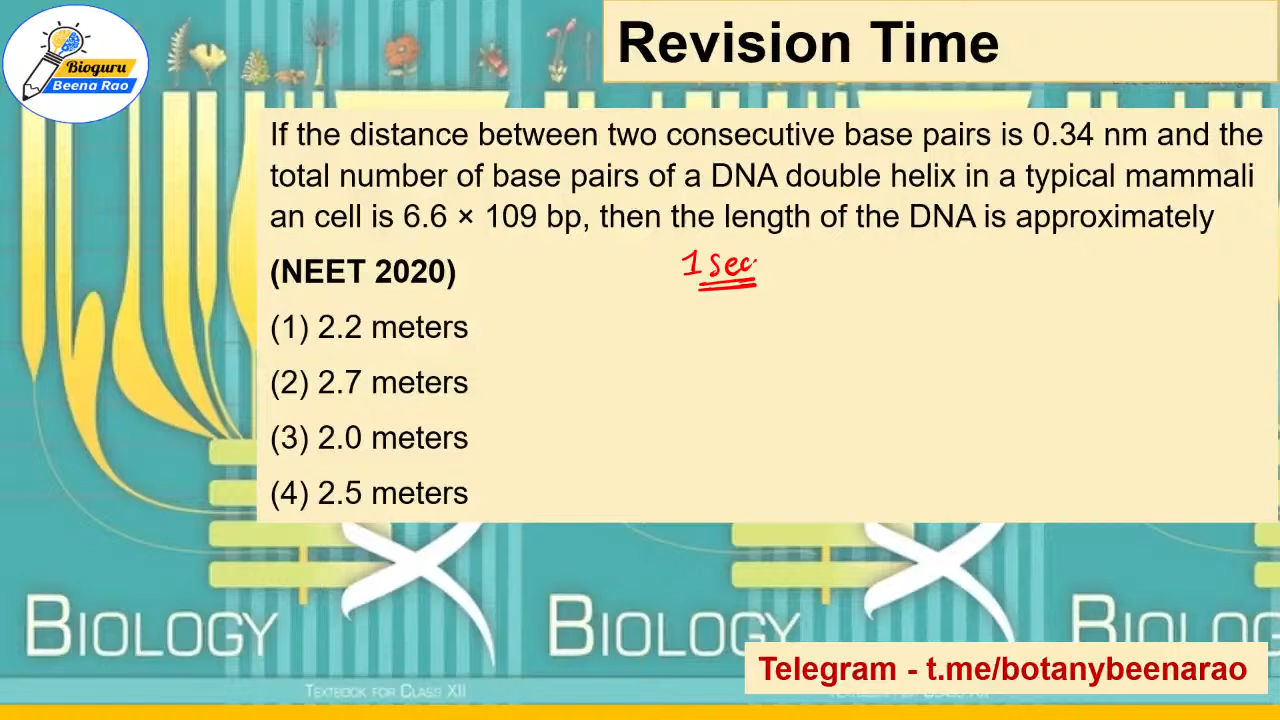 Bioguru
Beena Rao
Revision Time
If the distance between two consecutive base pairs is 0.34 nm and the
total number of base pairs of a DNA double helix in a typical mammali
an cell is 6.6 × 109 bp, then the length of the DNA is approximately
(NEET 2020)
1 sec
(1) 2.2 meters
(2) 2.7 meters
(3) 2.0 meters
(4) 2.5 meters
BIOLOGY
BIOLOGY
Telegram - t.me/botanybeenarao
TEXTBOOK FOR CLASS XII